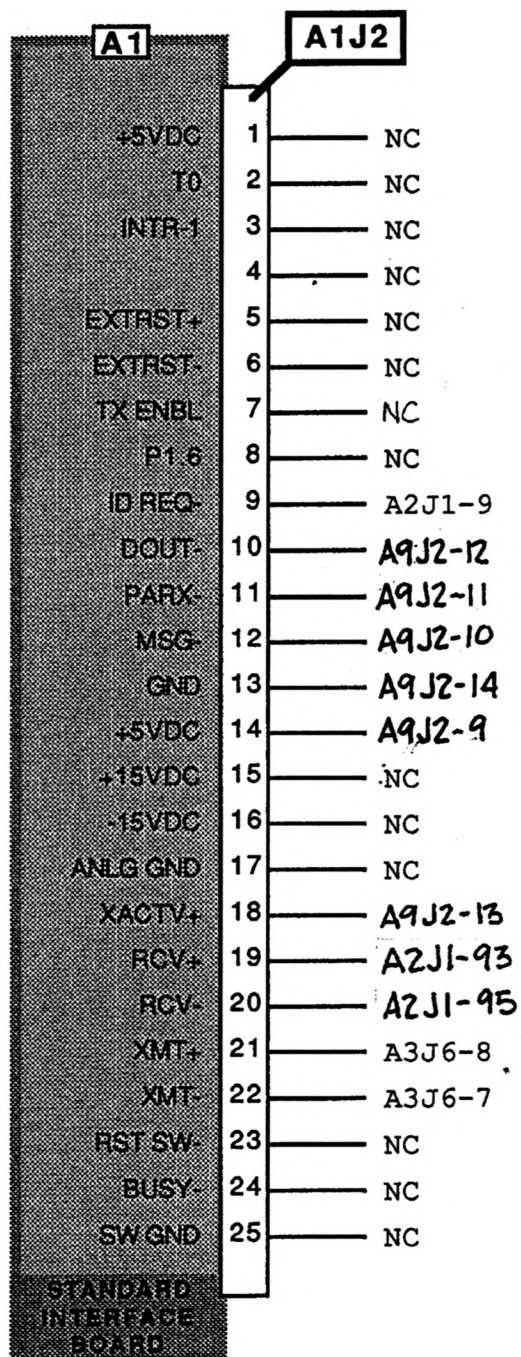 A1 A1J2
+5VDC 1 NC
T0 2 NC
INTR-1 3 NC
4 NC
EXTRST+ 5 NC
EXTRST- 6 NC
TX ENBL 7 NC
P1.6 8 NC
ID REQ- 9 A2J1-9
DOUT- 10 A9J2-12
PARX- 11 A9J2-11
MSG- 12 A9J2-10
GND 13 A9J2-14
+5VDC 14 A9J2-9
+15VDC 15 NC
-15VDC 16 NC
ANLG GND 17 NC
XACTV+ 18 A9J2-13
RCV+ 19 A2J1-93
RCV- 20 A2J1-95
XMT+ 21 A3J6-8
XMT- 22 A3J6-7
RST SW- 23 NC
BUSY- 24 NC
SW GND 25 NC
STANDARD
INTERFACE
BOARD